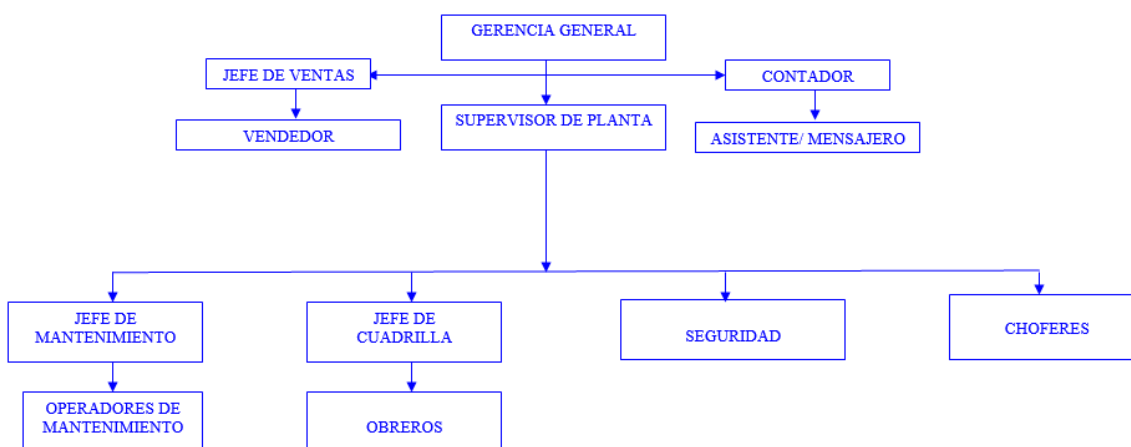 GERENCIA GENERAL
JEFE DE VENTAS
CONTADOR
SUPERVISOR DE PLANTA
VENDEDOR
ASISTENTE/ MENSAJERO
JEFE DE
MANTENIMIENTO
JEFE DE
CUADRILLA
SEGURIDAD
CHOFERES
OPERADORES DE
MANTENIMIENTO
OBREROS